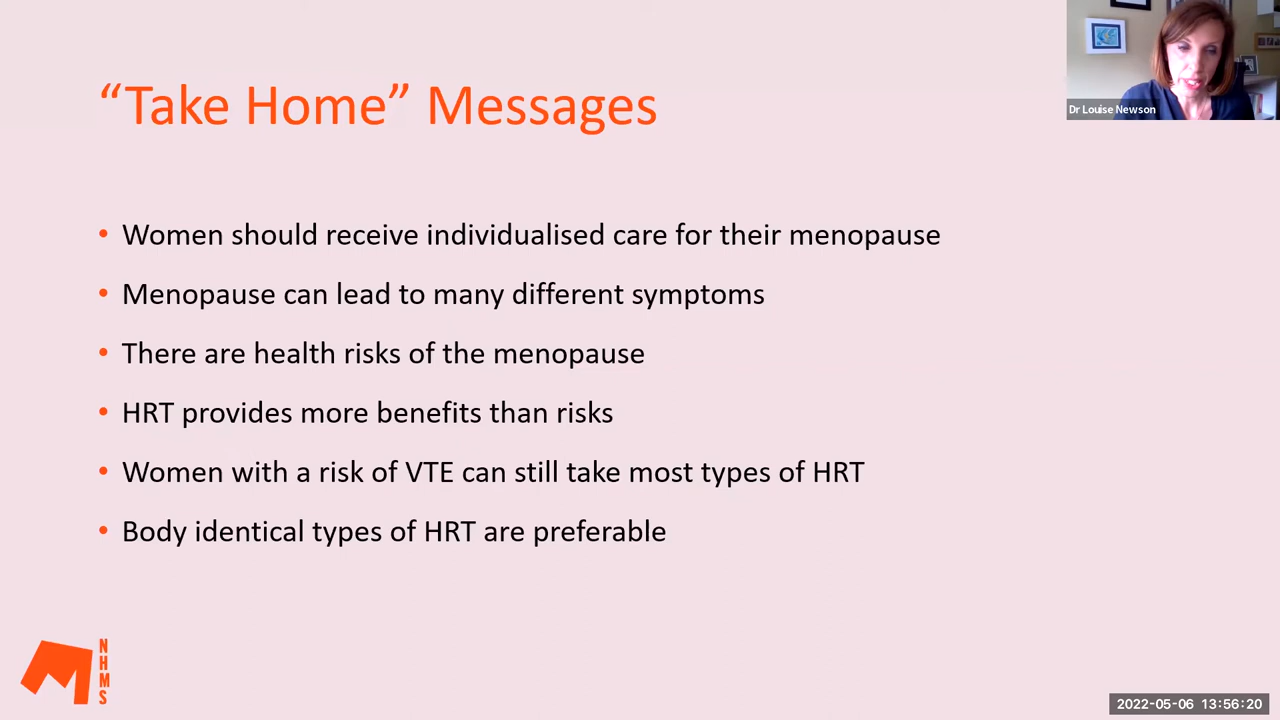 “Take Home” Messages
Dr Louise Newson
• Women should receive individualised care for their menopause
• Menopause can lead to many different symptoms
• There are health risks of the menopause
• HRT provides more benefits than risks
• Women with a risk of VTE can still take most types of HRT
• Body identical types of HRT are preferable
NHMS
2022-05-06 13:56:20